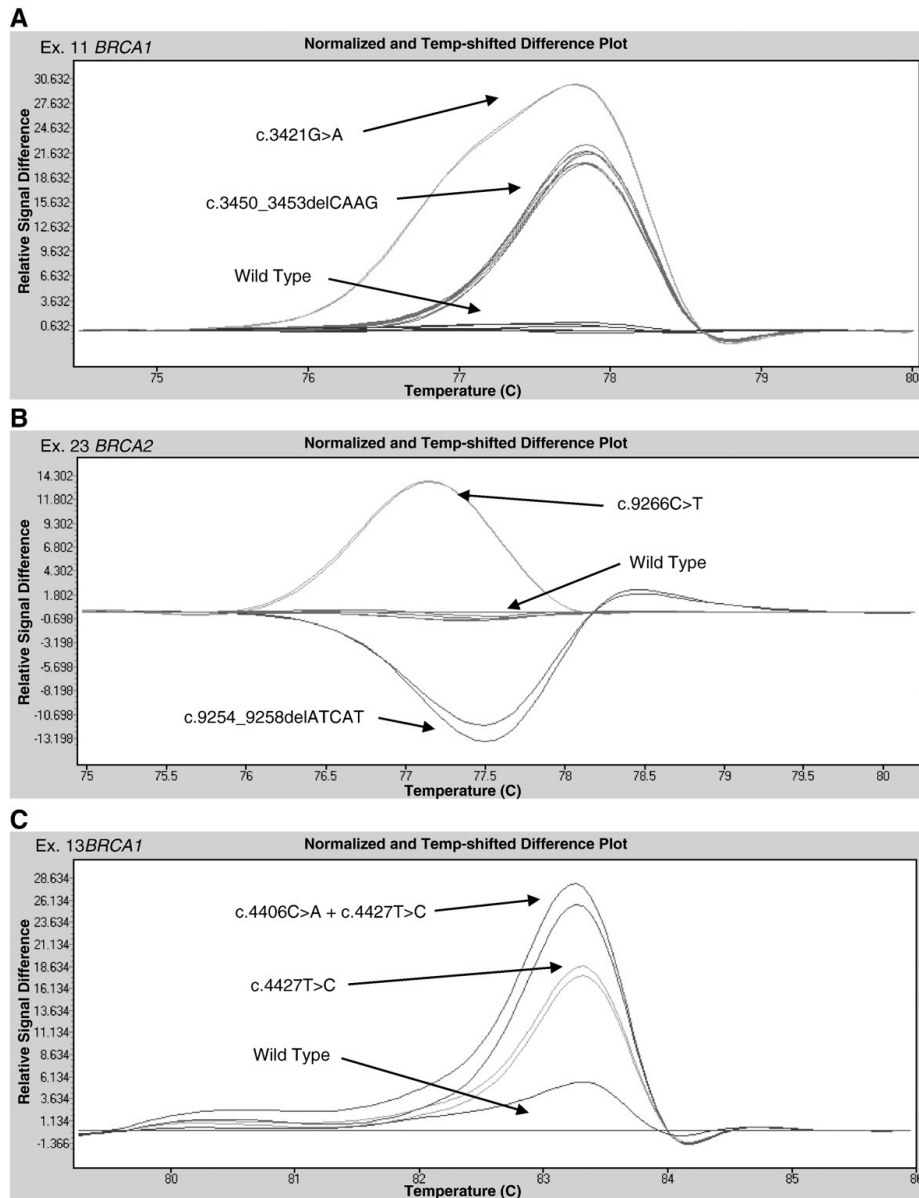 A
Ex. 11 BRCA1
Normalized and Temp-shifted Difference Plot
Relative Signal Difference
30.632
27.632
24.632
21.632
18.632
15.632
12.632
9.632
6.632
3.632
0.632
c.3421G>A
c.3450_3453delCAAG
Wild Type
75 76 77 78 79 80
Temperature (C)
B
Ex. 23 BRCA2
Normalized and Temp-shifted Difference Plot
Relative Signal Difference
14.302
11.802
9.302
6.802
4.302
1.802
-0.698
-3.198
-5.698
-8.198
-10.698
-13.198
c.9266C>T
Wild Type
c.9254_9258delATCAT
75 75.5 76 76.5 77 77.5 78 78.5 79 79.5 80
Temperature (C)
C
Ex. 13BRCA1
Normalized and Temp-shifted Difference Plot
Relative Signal Difference
28.634
26.134
23.634
21.134
18.634
16.134
13.634
11.134
8.634
6.134
3.634
1.134
-1.366
c.4406C>A + c.4427T>C
c.4427T>C
Wild Type
80 81 82 83 84 85 86
Temperature (C)